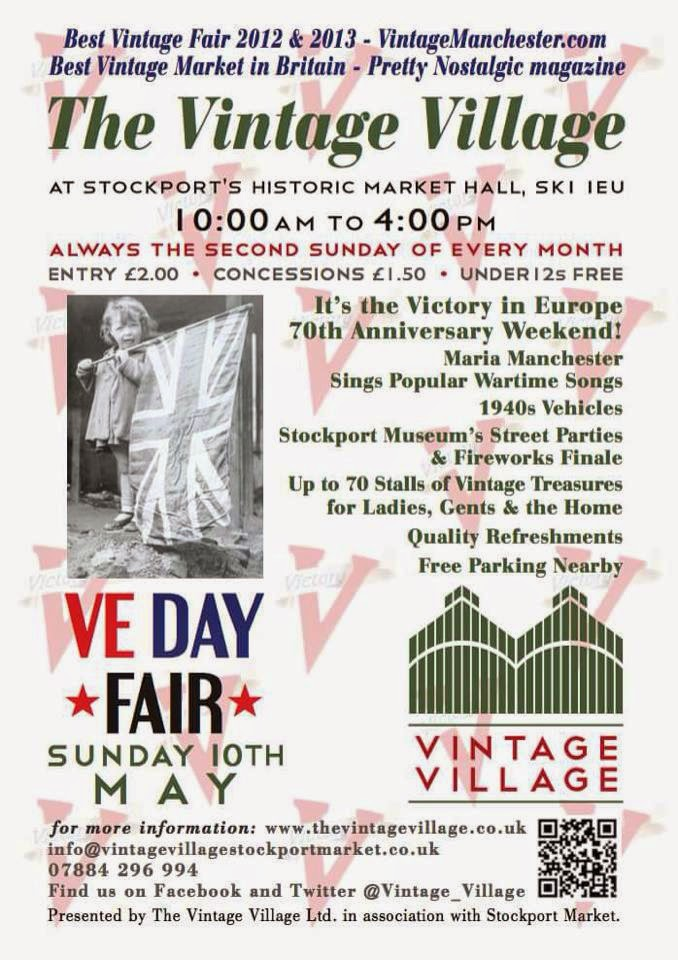 Best Vintage Fair 2012 & 2013 - VintageManchester.com
Best Vintage Market in Britain - Pretty Nostalgic magazine
The Vintage Village
AT STOCKPORT'S HISTORIC MARKET HALL, SK1 1EU
10:00 AM TO 4:00 PM
ALWAYS THE SECOND SUNDAY OF EVERY MONTH
ENTRY £2.00 • CONCESSIONS £1.50 • UNDER 12s FREE
It's the Victory in Europe
70th Anniversary Weekend!
Maria Manchester
Sings Popular Wartime Songs
1940s Vehicles
Stockport Museum's Street Parties
& Fireworks Finale
Up to 70 Stalls of Vintage Treasures
for Ladies, Gents & the Home
Quality Refreshments
Free Parking Nearby
VE DAY
FAIR
SUNDAY 10TH
MAY
VINTAGE
VILLAGE
for more information: www.thevintagevillage.co.uk
info@vintagevillagestockportmarket.co.uk
07884 296 994
Find us on Facebook and Twitter @Vintage_Village
Presented by The Vintage Village Ltd. in association with Stockport Market.